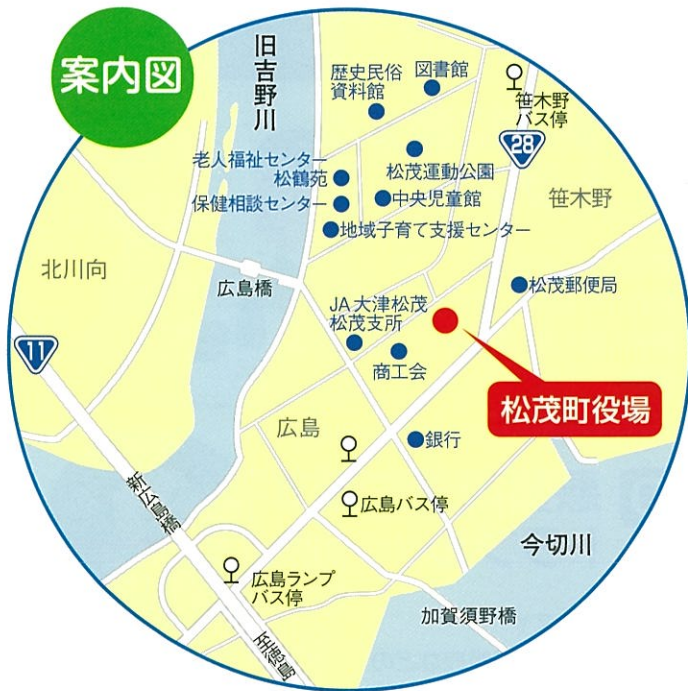 案内図
旧吉野川
歴史民俗
資料館
図書館
笹木野
バス停
28
老人福祉センター
松鶴苑
松茂運動公園
保健相談センター
中央児童館
笹木野
地域子育て支援センター
北川向
広島橋
松茂郵便局
JA大津松茂
松茂支所
11
商工会
松茂町役場
広島
銀行
新広島橋
広島バス停
今切川
広島ランプ
バス停
加賀須野橋
至徳島